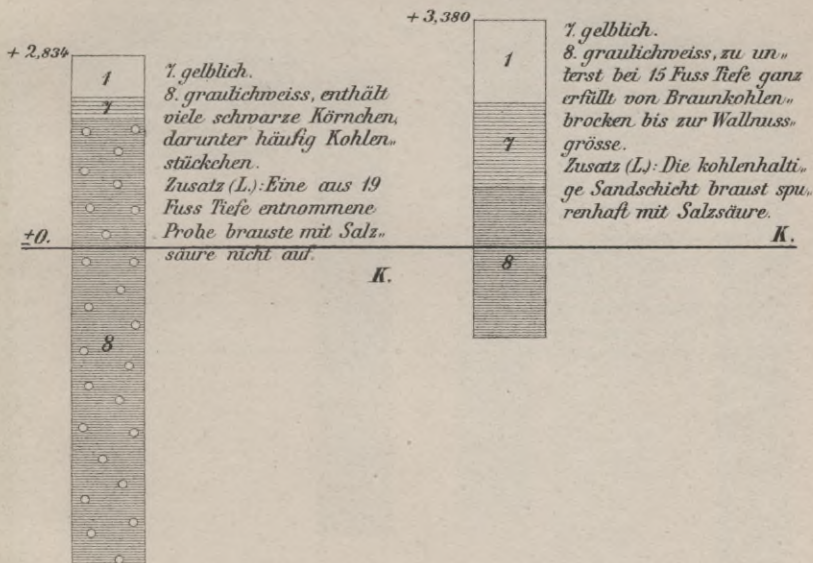 + 2,834
1
7
8
7. gelblich.
8. graulichweiss, enthält
viele schwarze Körnchen,
darunter häufig Kohlen„
stückchen.
Zusatz (L.): Eine aus 19
Fuss Tiefe entnommene
Probe brauste mit Salz„
säure nicht auf.
K.
±0.
+ 3,380
1
7
8
7. gelblich.
8. graulichweiss, zu un„
terst bei 15 Fuss Tiefe ganz
erfüllt von Braunkohlen„
brocken bis zur Wallnuss„
grösse.
Zusatz (L.): Die kohlenhalti„
ge Sandschicht braust spu„
renhaft mit Salzsäure.
K.